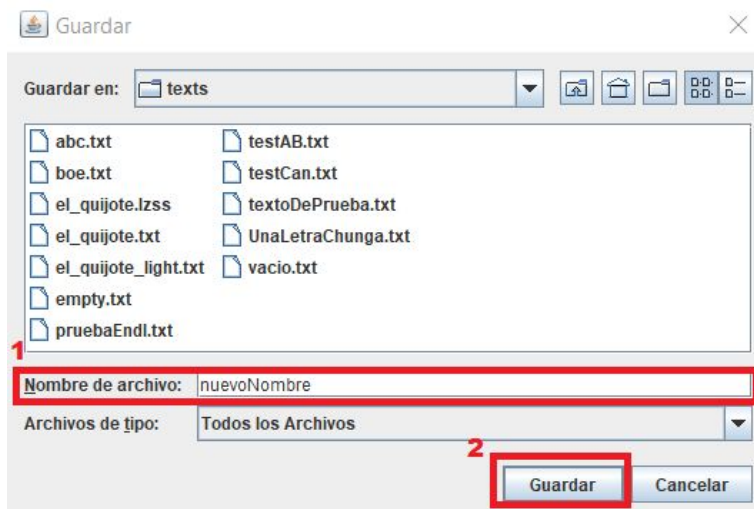 Guardar
Guardar en: texts
abc.txt testAB.txt
boe.txt testCan.txt
el_quijote.lzss textoDePrueba.txt
el_quijote.txt UnaLetraChunga.txt
el_quijote_light.txt vacio.txt
empty.txt
pruebaEndl.txt
1
Nombre de archivo: nuevoNombre
Archivos de tipo: Todos los Archivos
2
Guardar Cancelar